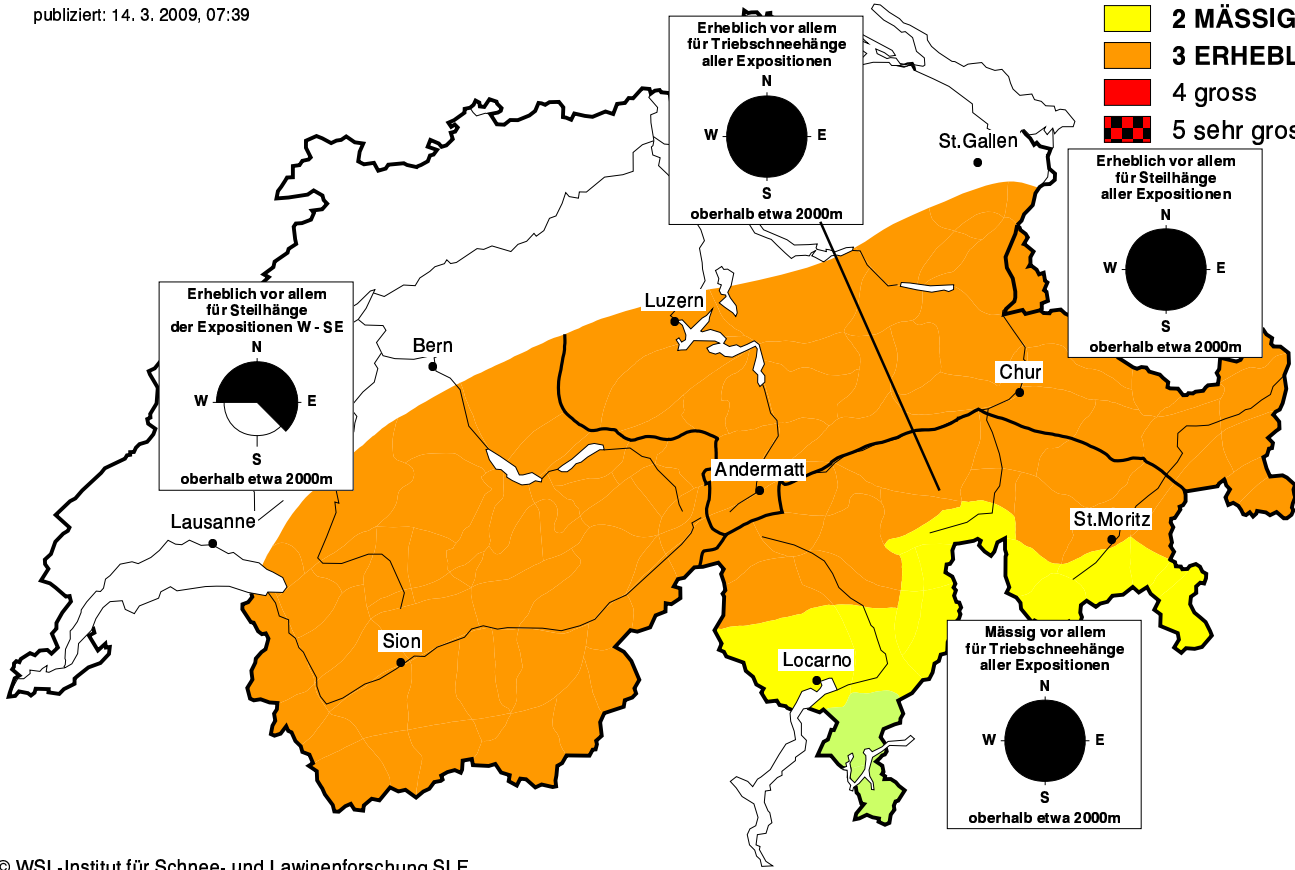 publiziert: 14. 3. 2009, 07:39
2 MÄSSIG
3 ERHEBL
4 gross
5 sehr gros
Erheblich vor allem
für Triebschneehänge
aller Expositionen
N
W E
S
oberhalb etwa 2000m
St.Gallen
Erheblich vor allem
für Steilhänge
aller Expositionen
N
W E
S
oberhalb etwa 2000m
Erheblich vor allem
für Steilhänge
der Expositionen W - SE
N
W E
S
oberhalb etwa 2000m
Luzern
Bern
Chur
Andermatt
Lausanne
St.Moritz
Sion
Locarno
Mässig vor allem
für Triebschneehänge
aller Expositionen
N
W E
S
oberhalb etwa 2000m
© WSL-Institut für Schnee- und Lawinenforschung SLF